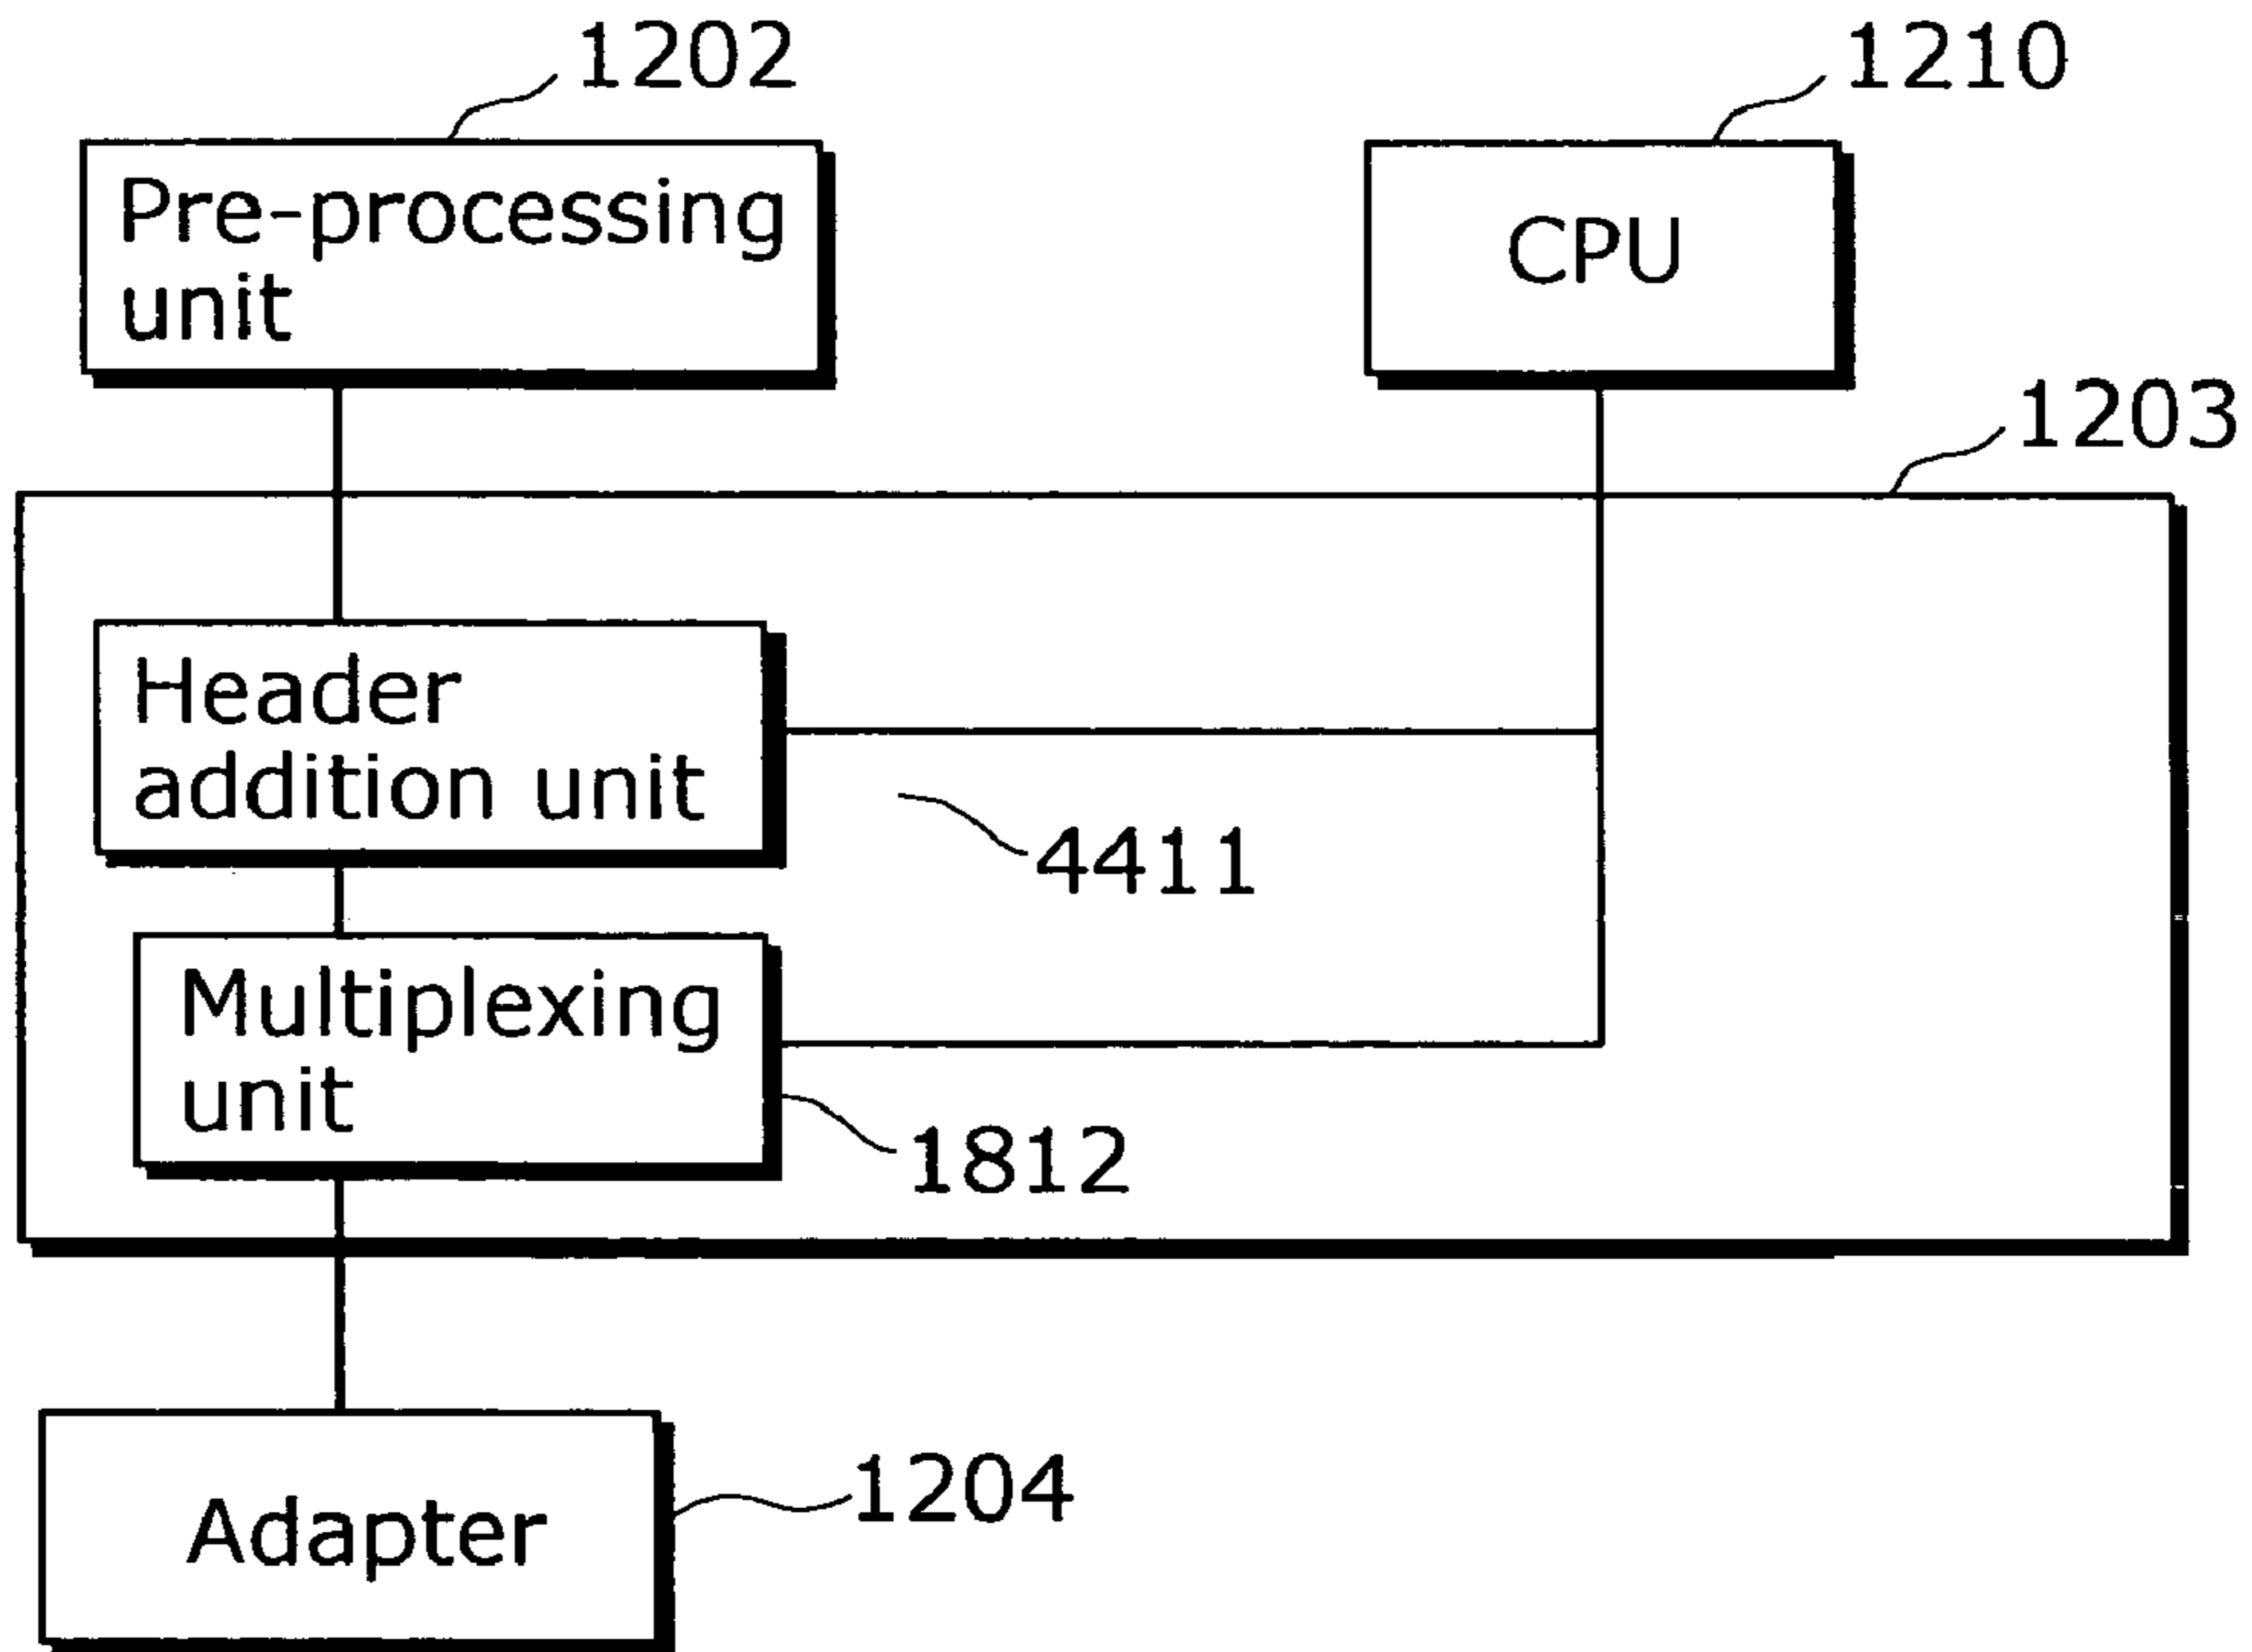 1202
1210
Pre-processing
unit
CPU
1203
Header
addition unit
4411
Multiplexing
unit
1812
1204
Adapter